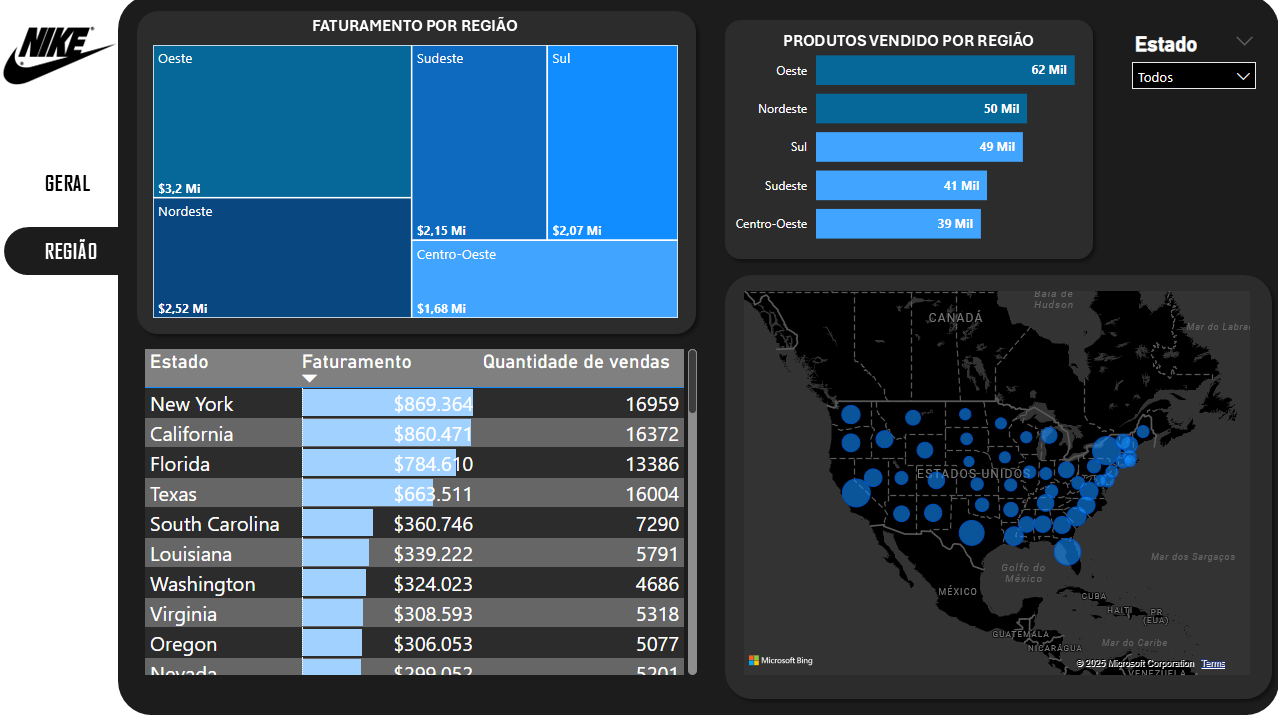 NIKE
GERAL
REGIÃO
FATURAMENTO POR REGIÃO
Oeste
$3,2 Mi
Nordeste
$2,52 Mi
Sudeste
$2,15 Mi
Sul
$2,07 Mi
Centro-Oeste
$1,68 Mi
PRODUTOS VENDIDO POR REGIÃO
Oeste 62 Mil
Nordeste 50 Mil
Sul 49 Mil
Sudeste 41 Mil
Centro-Oeste 39 Mil
Estado
Todos
Estado Faturamento Quantidade de vendas
New York $869.364 16959
California $860.471 16372
Florida $784.610 13386
Texas $663.511 16004
South Carolina $360.746 7290
Louisiana $339.222 5791
Washington $324.023 4686
Virginia $308.593 5318
Oregon $306.053 5077
Nevada $299.052 5201
Baía de
Hudson
CANADÁ
Mar do Labra
ESTADOS UNIDOS
Mar dos Sargaços
Golfo do
México
MÉXICO
CUBA
HAITI
PR
(EUA)
GUATEMALA
NICARÁGUA
Mar do Caribe
VENEZUELA
Microsoft Bing
© 2025 Microsoft Corporation Terms